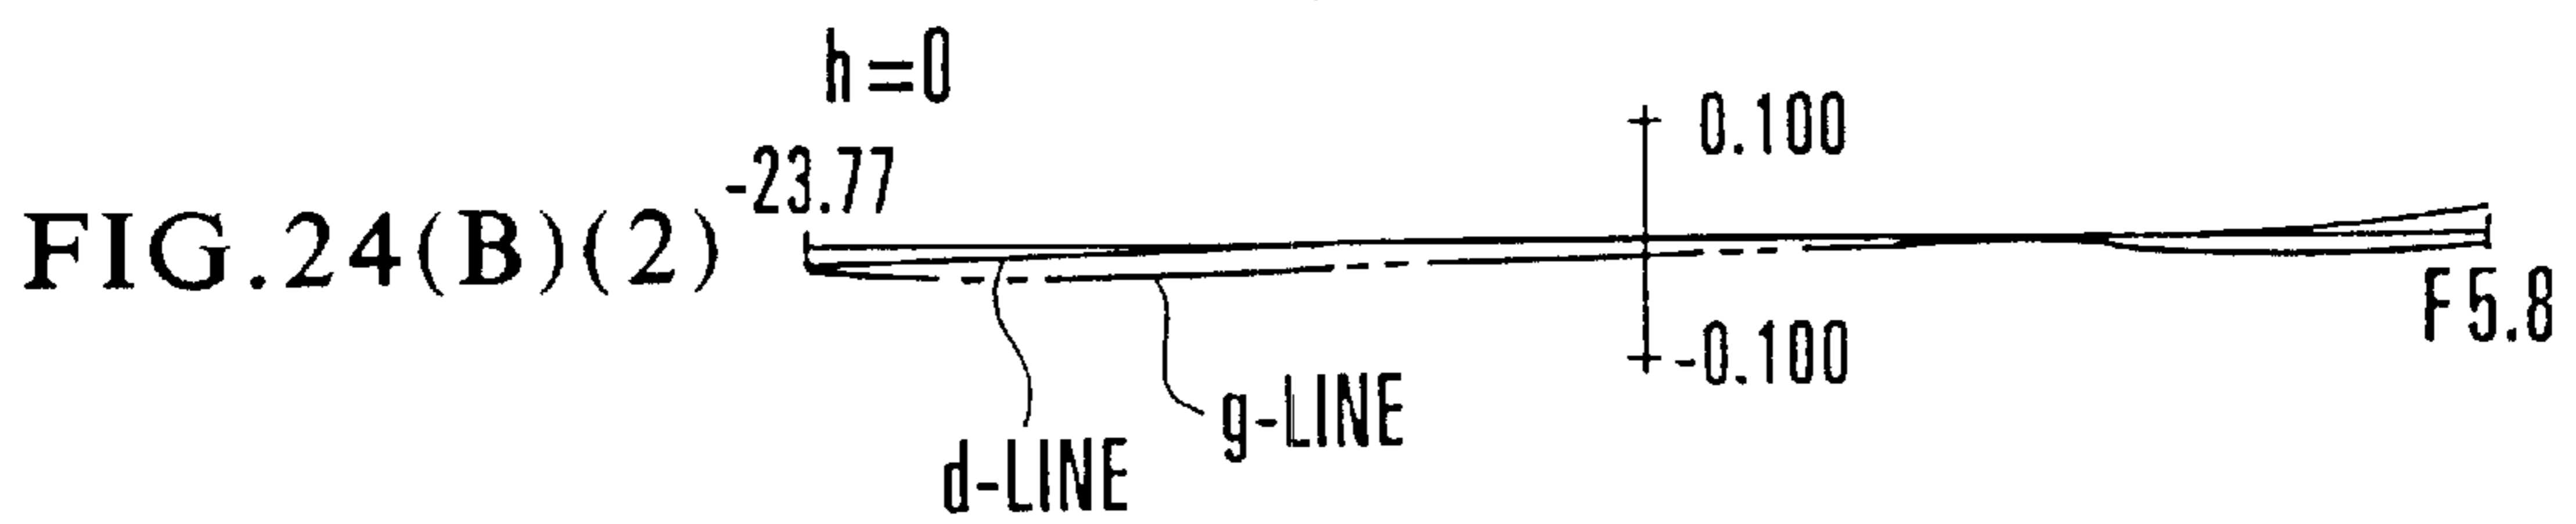 h=0
0.100
-23.77
FIG.24(B)(2)
F5.8
-0.100
g-LINE
d-LINE